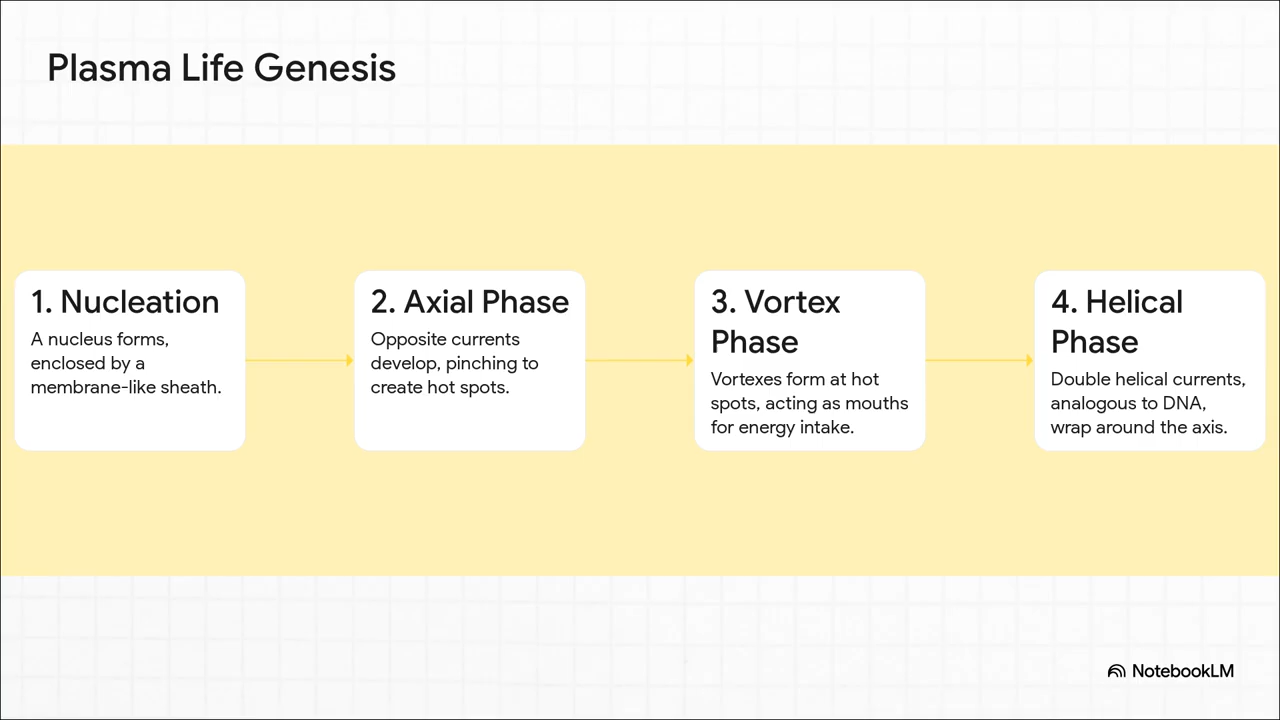 Plasma Life Genesis
1. Nucleation
A nucleus forms,
enclosed by a
membrane-like sheath.
2. Axial Phase
Opposite currents
develop, pinching to
create hot spots.
3. Vortex
Phase
Vortexes form at hot
spots, acting as mouths
for energy intake.
4. Helical
Phase
Double helical currents,
analogous to DNA,
wrap around the axis.
NotebookLM